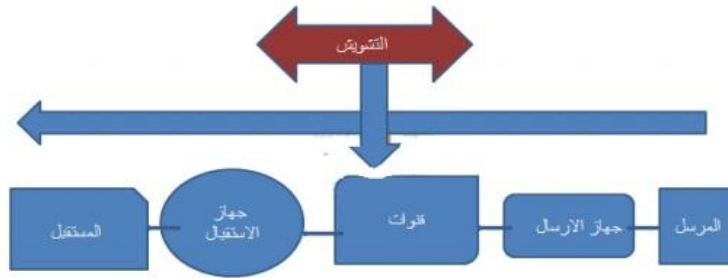 التشويش
المرسل
جهاز الارسال
قنوات
جهاز
الاستقبال
المستقبل